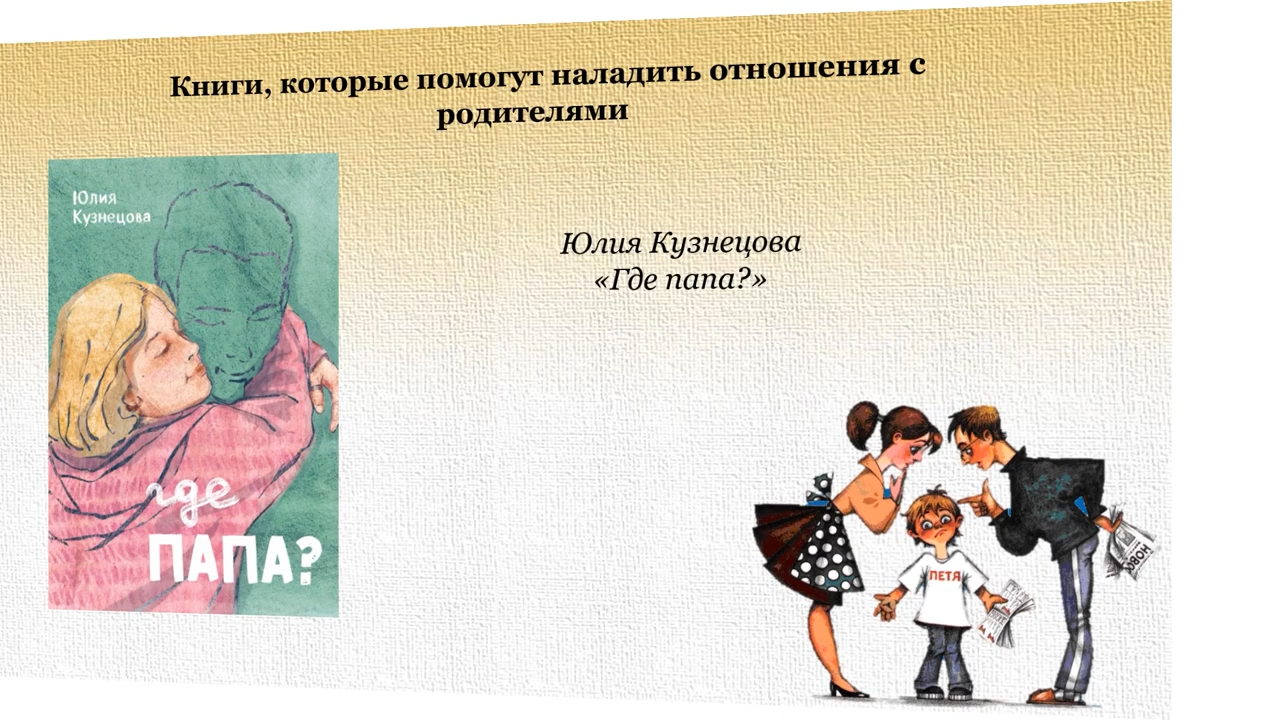 Книги, которые помогут наладить отношения с
родителями
Юлия
Кузнецова
где
ПАПА?
Юлия Кузнецова
«Где папа?»
ПЕТЯ